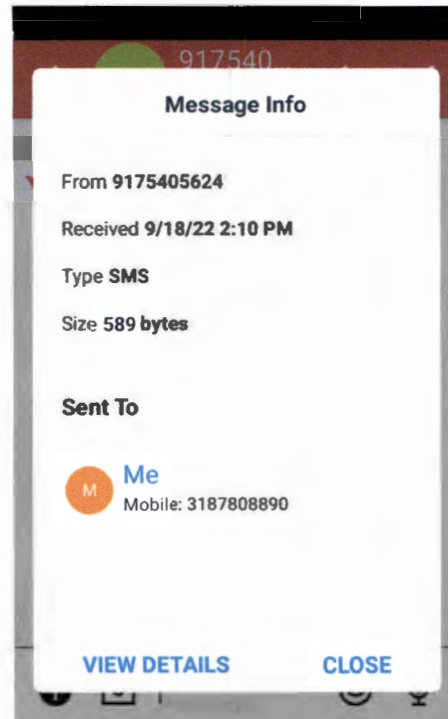 917540...
Message Info
From 9175405624
Received 9/18/22 2:10 PM
Type SMS
Size 589 bytes
Sent To
M
Me
Mobile: 3187808890
VIEW DETAILS
CLOSE